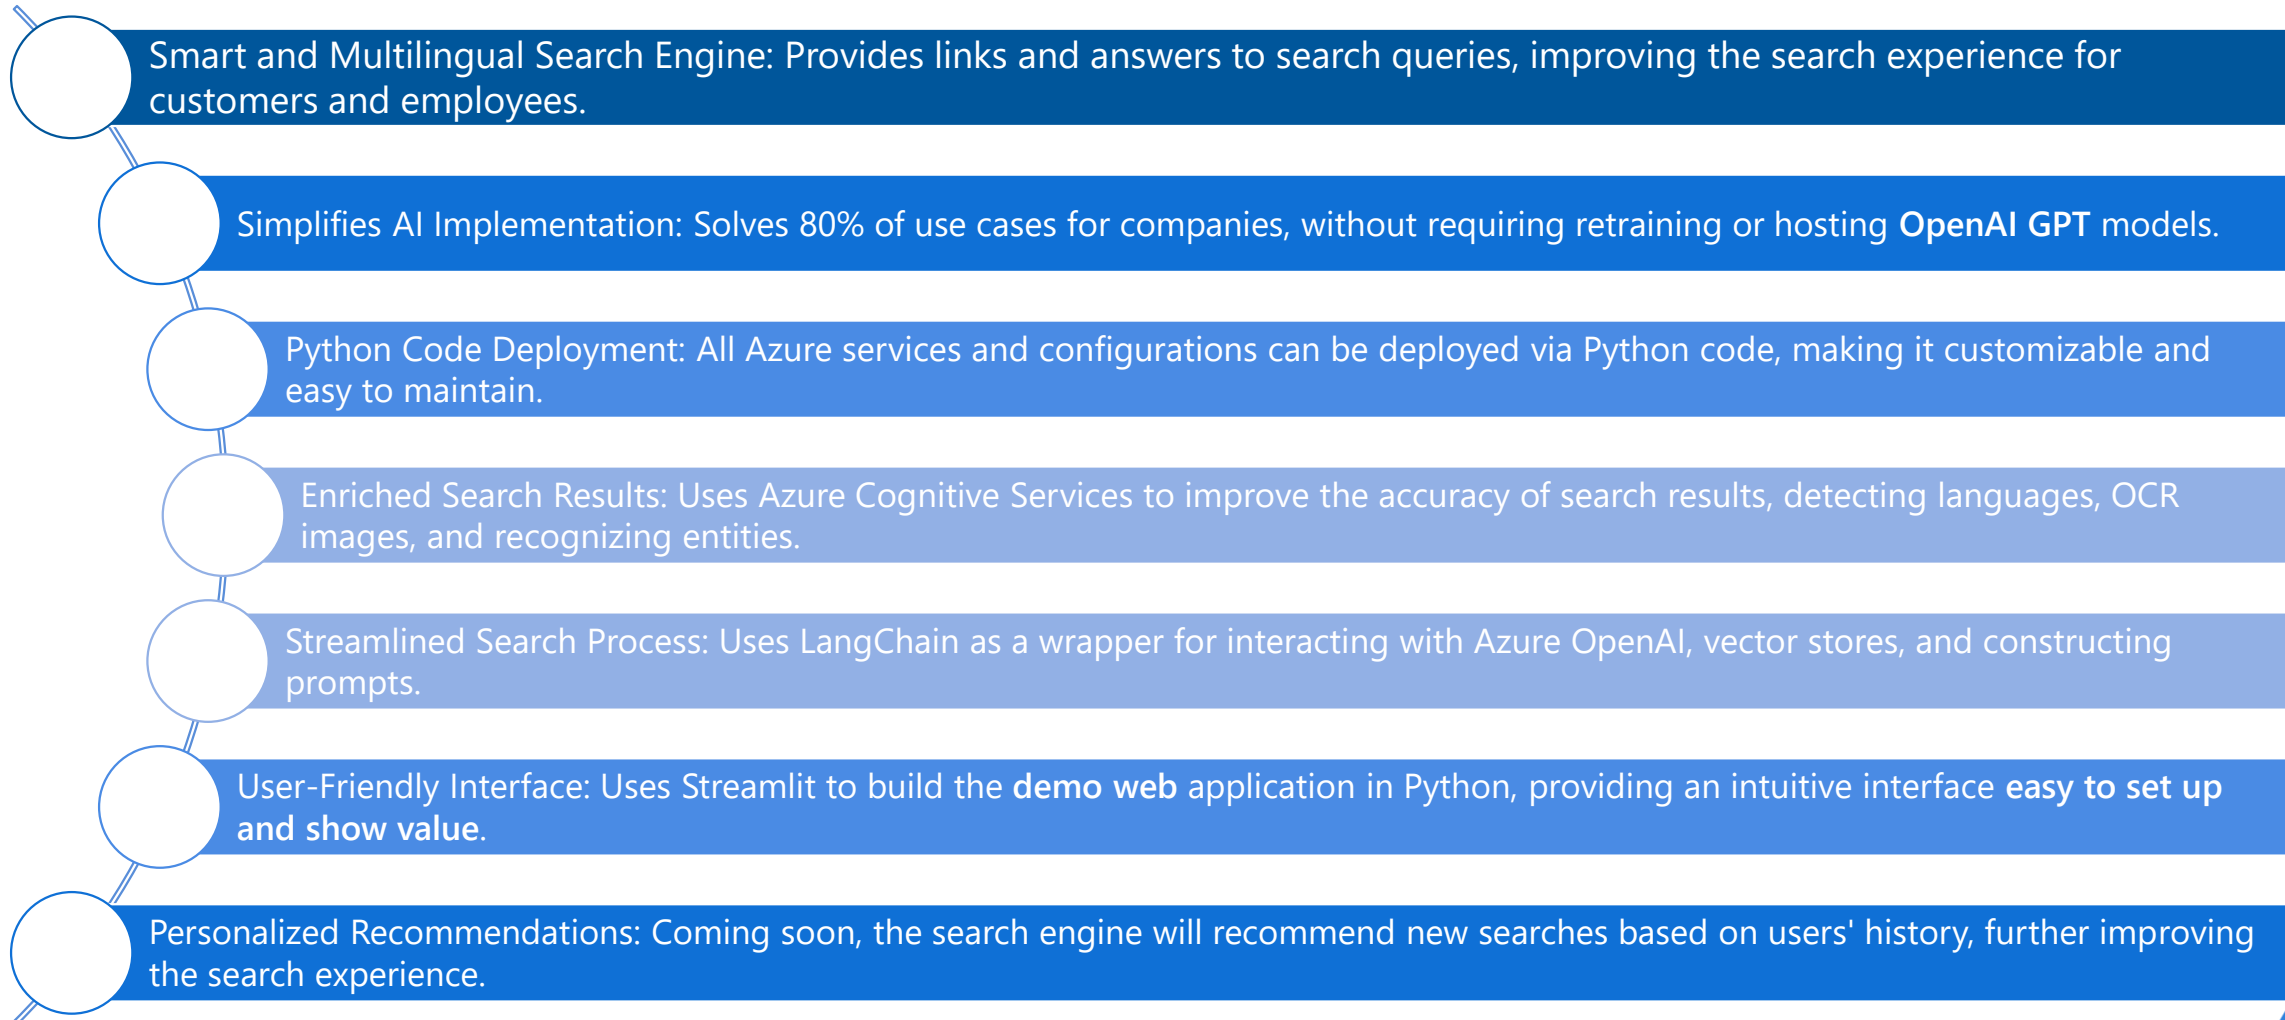 Smart and Multilingual Search Engine: Provides links and answers to search queries, improving the search experience for
customers and employees.
Simplifies AI Implementation: Solves 80% of use cases for companies, without requiring retraining or hosting OpenAI GPT models.
Python Code Deployment: All Azure services and configurations can be deployed via Python code, making it customizable and
easy to maintain.
Enriched Search Results: Uses Azure Cognitive Services to improve the accuracy of search results, detecting languages, OCR
images, and recognizing entities.
Streamlined Search Process: Uses LangChain as a wrapper for interacting with Azure OpenAI, vector stores, and constructing
prompts.
User-Friendly Interface: Uses Streamlit to build the demo web application in Python, providing an intuitive interface easy to set up
and show value.
Personalized Recommendations: Coming soon, the search engine will recommend new searches based on users' history, further improving
the search experience.